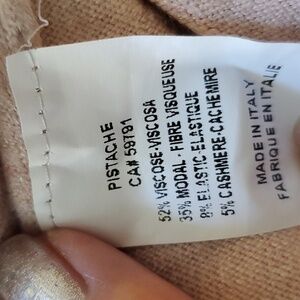 PISTACHE
CA# 59791
52% VISCOSE-VISCOSA
35% MODAL - FIBRE VISQUEUSE
8% ELASTIC-ELASTIQUE
5% CASHMERE-CACHEMIRE
MADE IN ITALY
FABRIQUE EN ITALIE